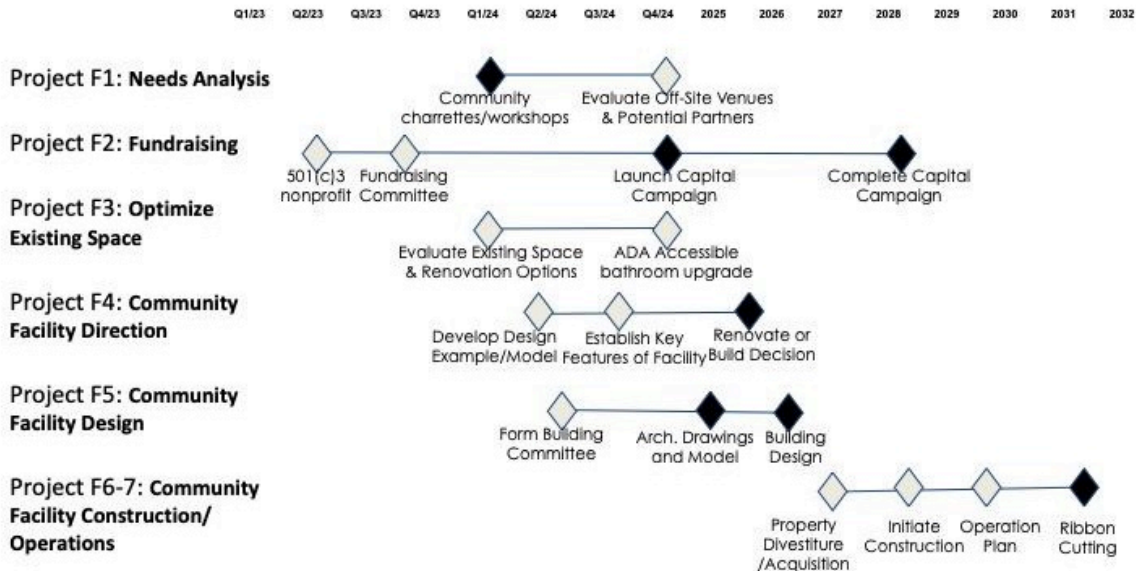 Q1/23 Q2/23 Q3/23 Q4/23 Q1/24 Q2/24 Q3/24 Q4/24 2025 2026 2027 2028 2029 2030 2031 2032
Project F1: Needs Analysis
Community
charrettes/workshops
Evaluate Off-Site Venues
& Potential Partners
Project F2: Fundraising
501(c)3
nonprofit
Fundraising
Committee
Launch Capital
Campaign
Complete Capital
Campaign
Project F3: Optimize
Existing Space
Evaluate Existing Space
& Renovation Options
ADA Accessible
bathroom upgrade
Project F4: Community
Facility Direction
Develop Design
Example/Model
Establish Key
Features of Facility
Renovate or
Build Decision
Project F5: Community
Facility Design
Form Building
Committee
Arch. Drawings
and Model
Building
Design
Project F6-7: Community
Facility Construction/
Operations
Property
Divestiture
/Acquisition
Initiate
Construction
Operation
Plan
Ribbon
Cutting